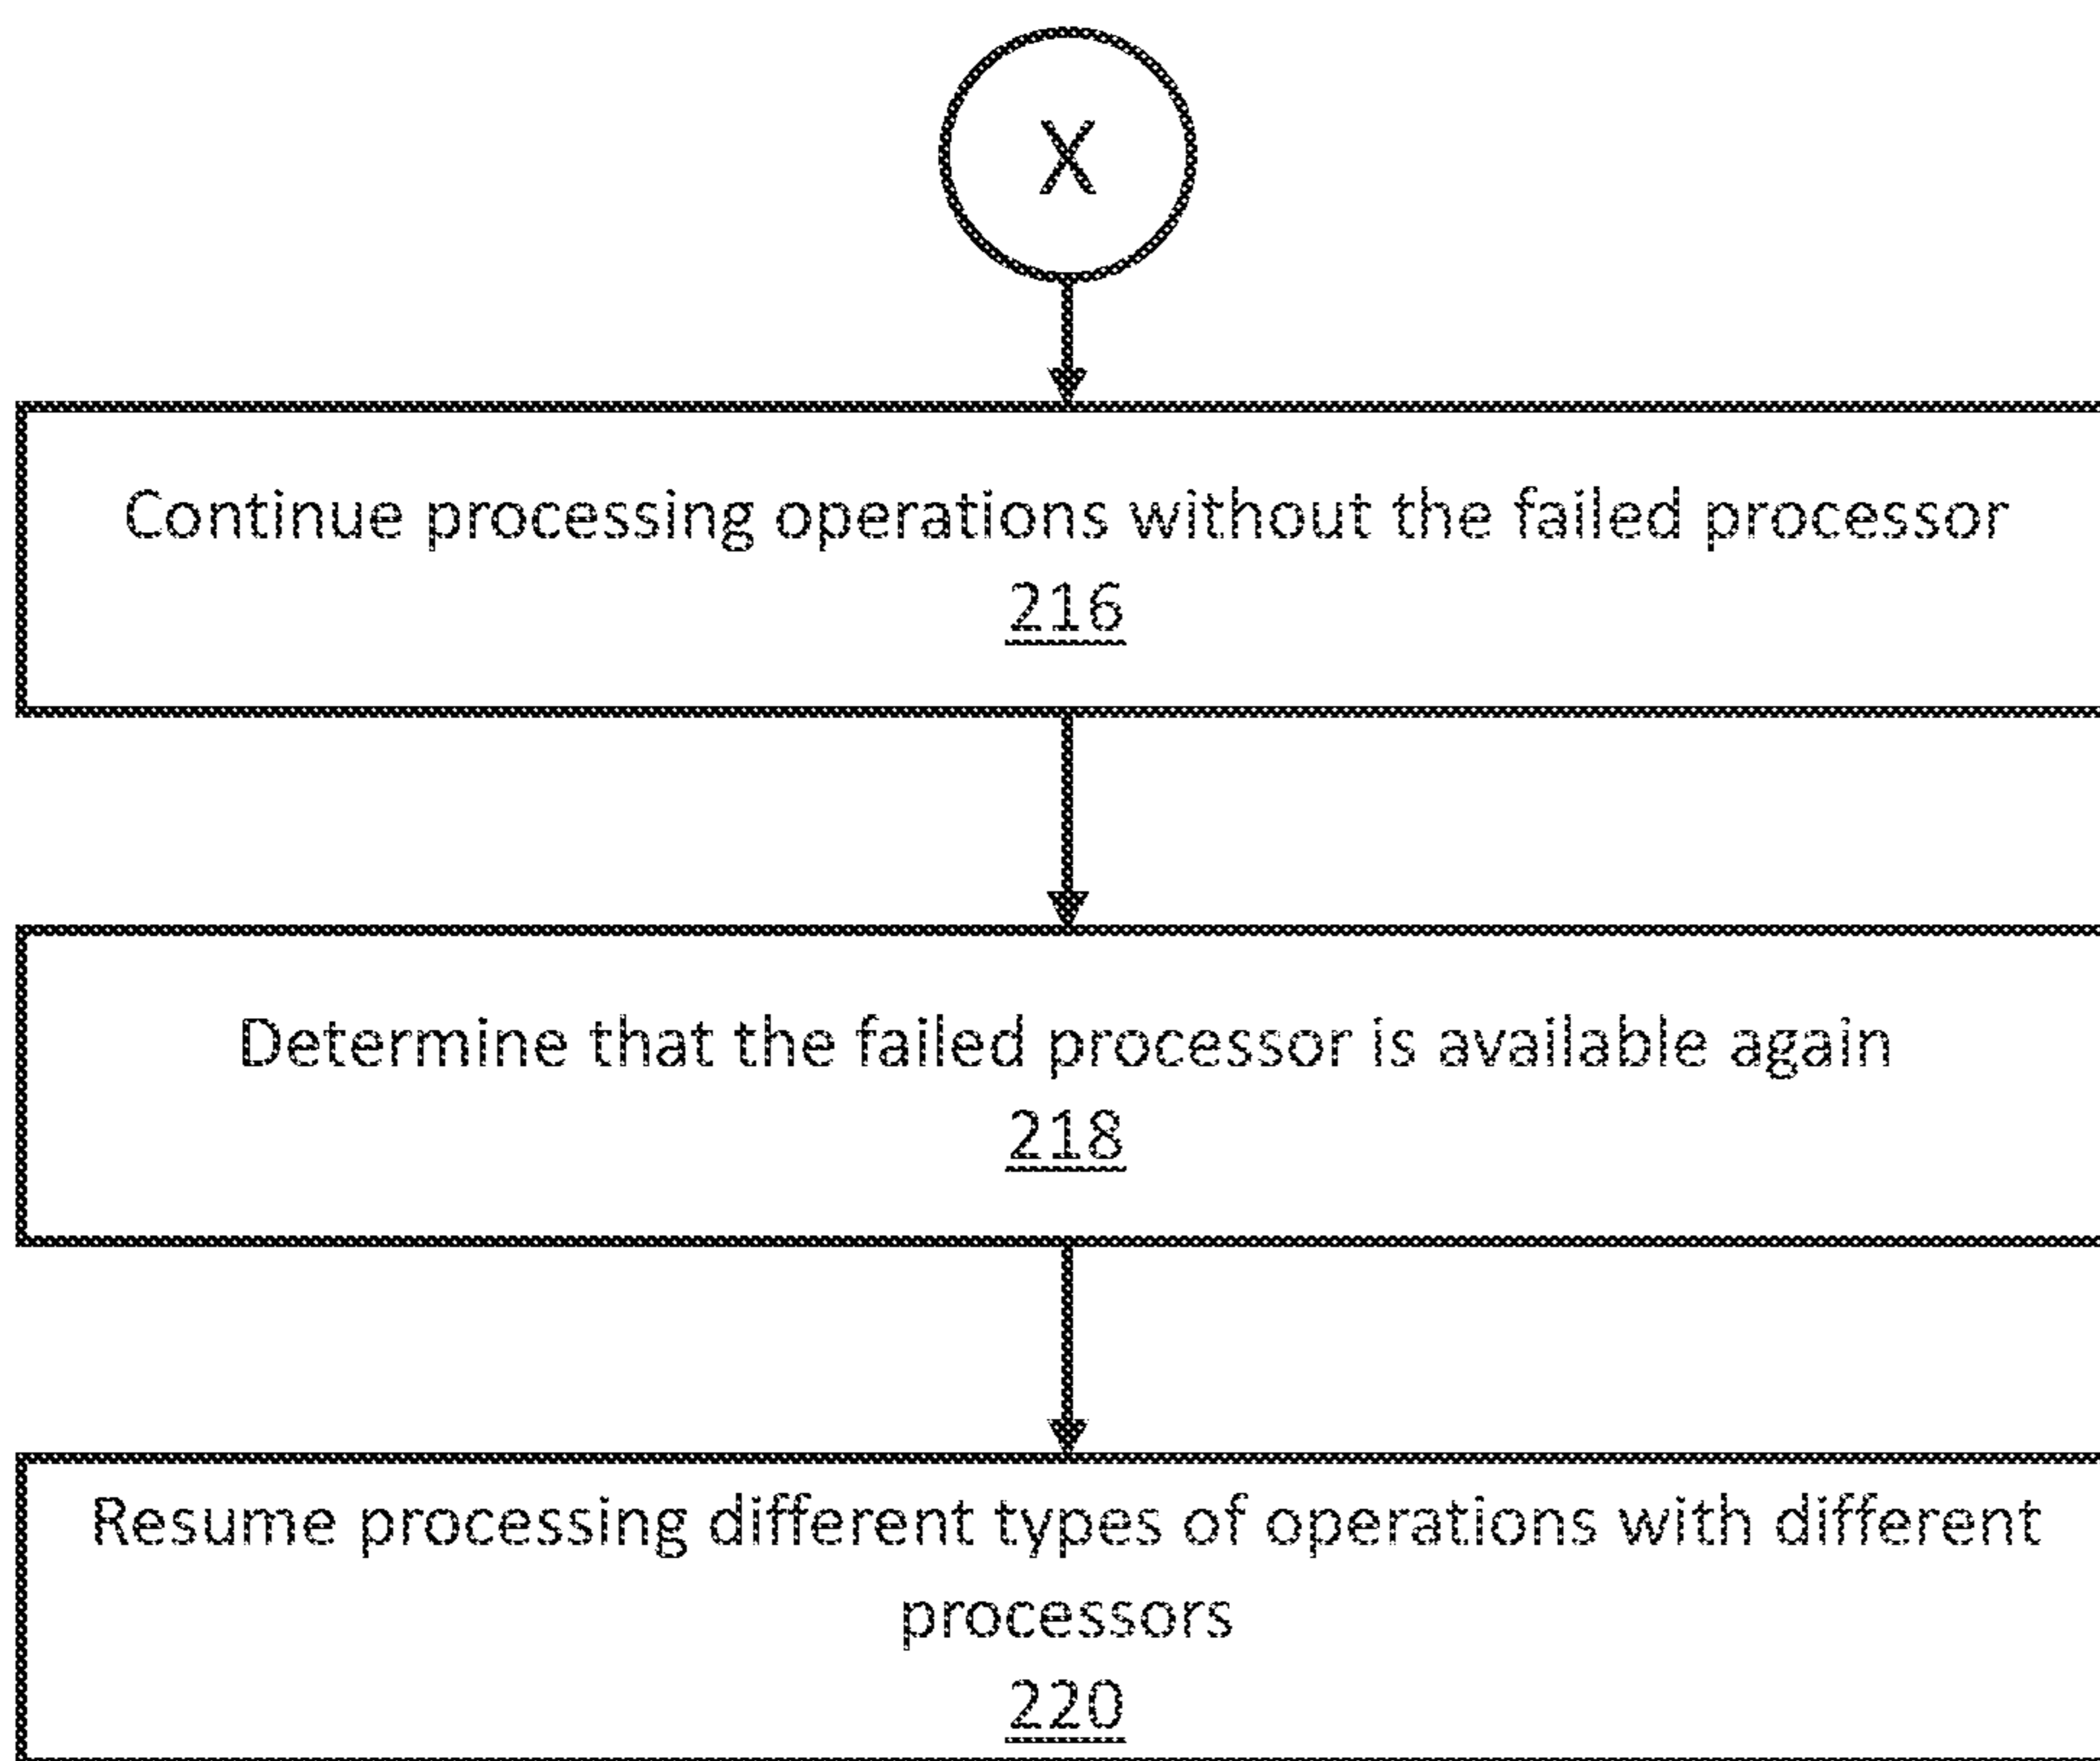 X
Continue processing operations without the failed processor
216
Determine that the failed processor is available again
218
Resume processing different types of operations with different
processors
220